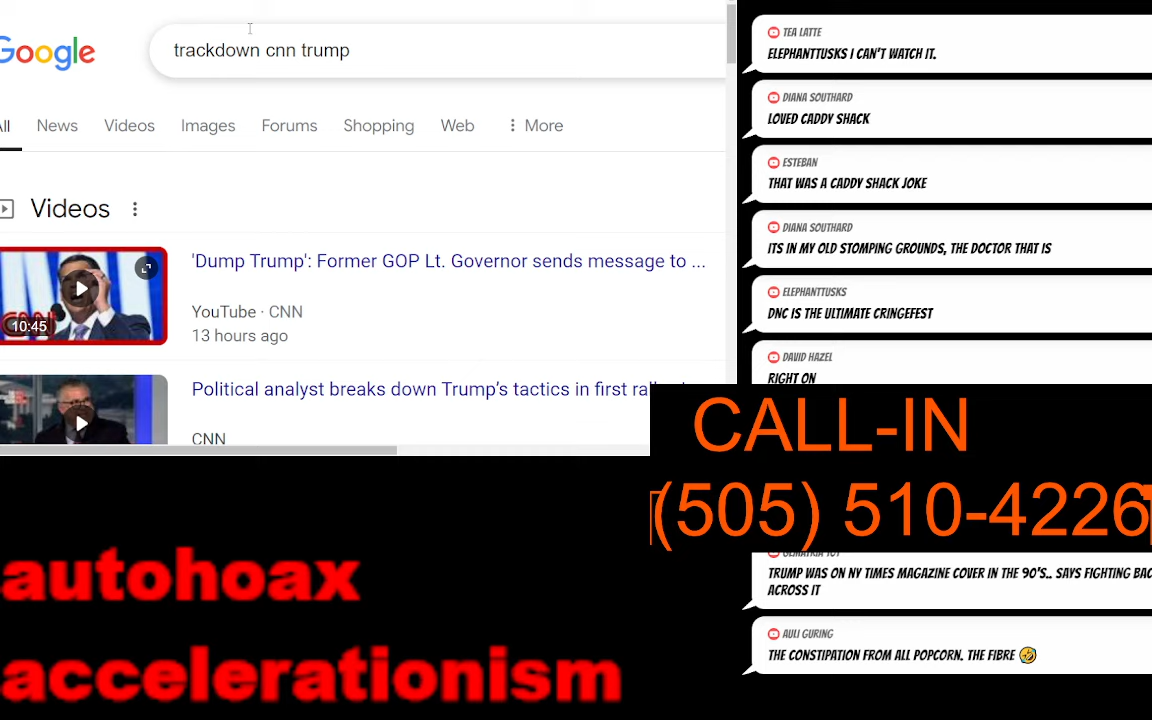 Google
trackdown cnn trump
All
News
Videos
Images
Forums
Shopping
Web
More
Videos
10:45
'Dump Trump': Former GOP Lt. Governor sends message to ...
YouTube · CNN
13 hours ago
Political analyst breaks down Trump's tactics in first
CNN
TEA LATTE
ELEPHANTTUSKS I CAN'T WATCH IT.
DIANA SOUTHARD
LOVED CADDY SHACK
ESTEBAN
THAT WAS A CADDY SHACK JOKE
DIANA SOUTHARD
ITS IN MY OLD STOMPING GROUNDS, THE DOCTOR THAT IS
ELEPHANTTUSKS
DNC IS THE ULTIMATE CRINGEFEST
DAVID HAZEL
RIGHT ON
CALL-IN
(505) 510-4226
TRUMP WAS ON NY TIMES MAGAZINE COVER IN THE 90'S.. SAYS FIGHTING BAC
ACROSS IT
AULI GURING
THE CONSTIPATION FROM ALL POPCORN. THE FIBRE 🤣
autohoax
accelerationism